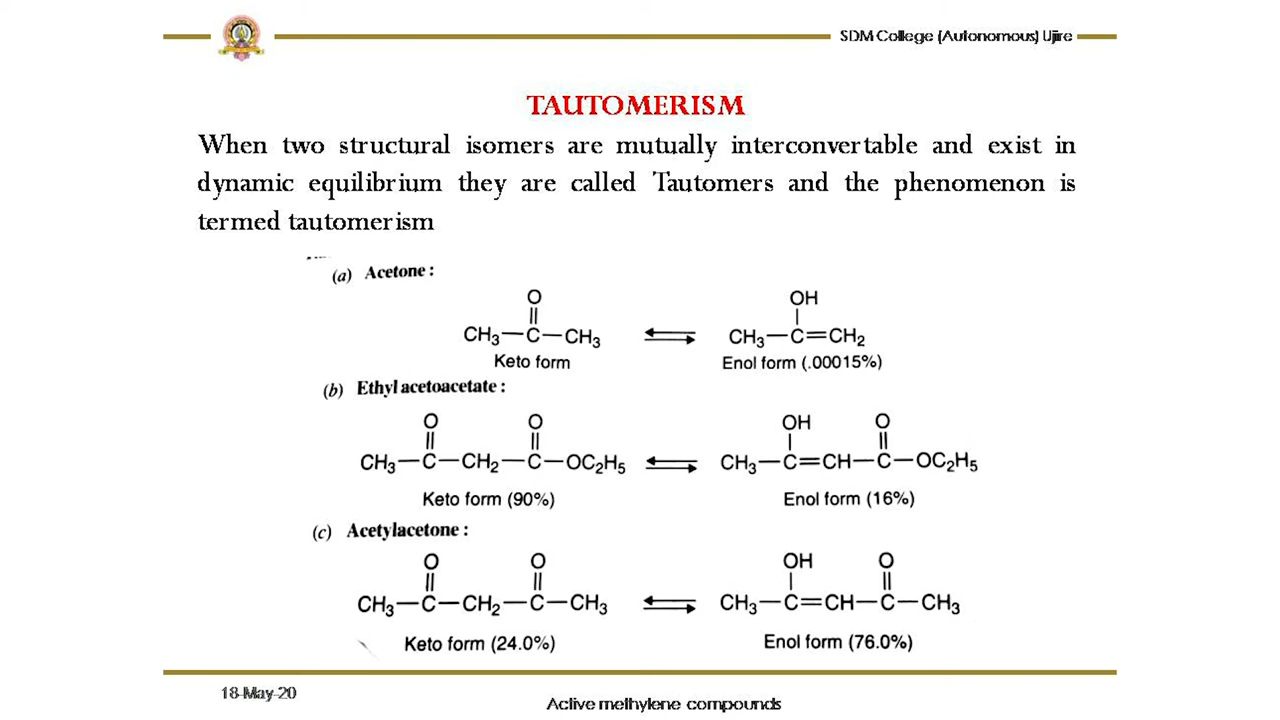 SDM College (Autonomous) Ujire
TAUTOMERISM
When two structural isomers are mutually interconvertable and exist in
dynamic equilibrium they are called Tautomers and the phenomenon is
termed tautomerism
(a) Acetone :
O OH
|| |
CH₃—C—CH₃ ⇌ CH₃—C=CH₂
Keto form Enol form (.00015%)
(b) Ethyl acetoacetate :
O O OH O
|| || | ||
CH₃—C—CH₂—C—OC₂H₅ ⇌ CH₃—C=CH—C—OC₂H₅
Keto form (90%) Enol form (16%)
(c) Acetylacetone :
O O OH O
|| || | ||
CH₃—C—CH₂—C—CH₃ ⇌ CH₃—C=CH—C—CH₃
Keto form (24.0%) Enol form (76.0%)
18-May-20
Active methylene compounds